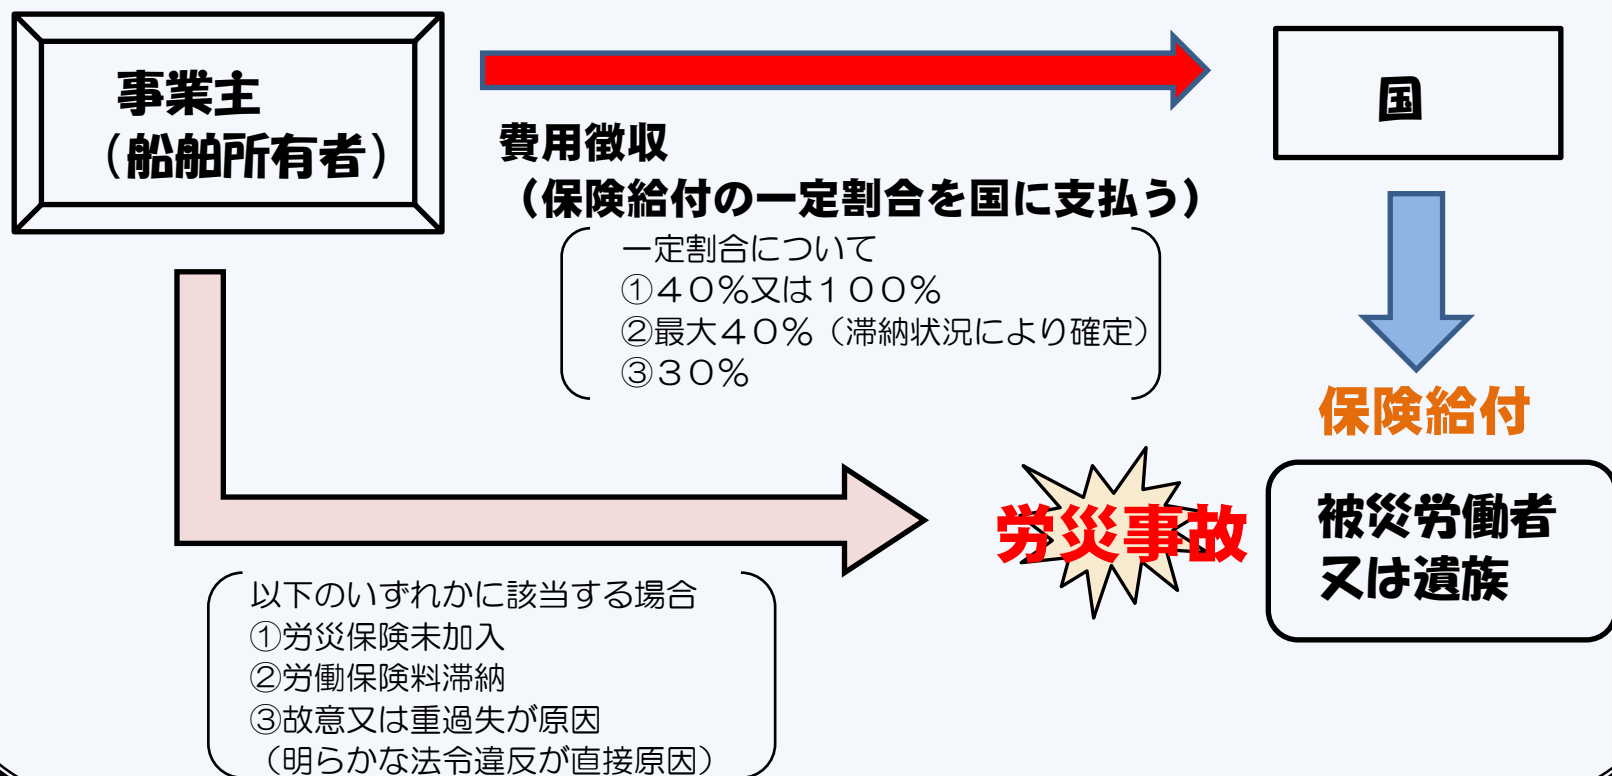 事業主
（船舶所有者）
国
費用徴収
（保険給付の一定割合を国に支払う）
一定割合について
①４０％又は１００％
②最大４０％（滞納状況により確定）
③３０％
保険給付
労災事故
被災労働者
又は遺族
以下のいずれかに該当する場合
①労災保険未加入
②労働保険料滞納
③故意又は重過失が原因
（明らかな法令違反が直接原因）